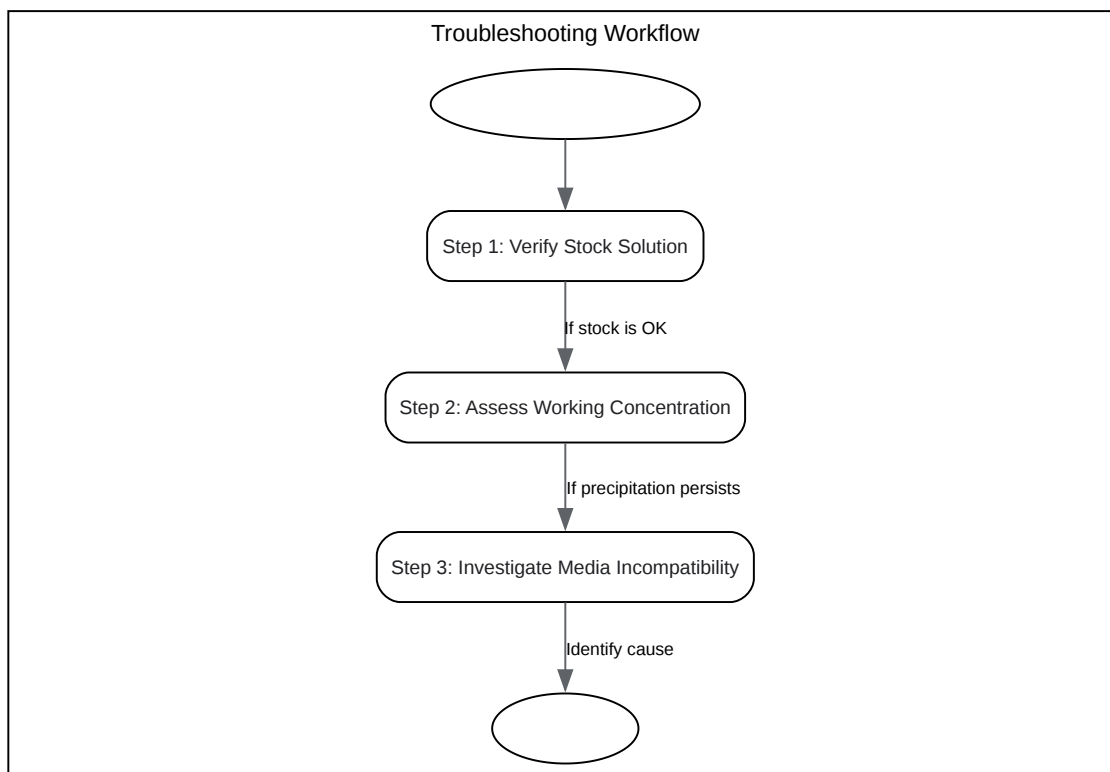 Troubleshooting Workflow
Step 1: Verify Stock Solution
If stock is OK
Step 2: Assess Working Concentration
If precipitation persists
Step 3: Investigate Media Incompatibility
Identify cause